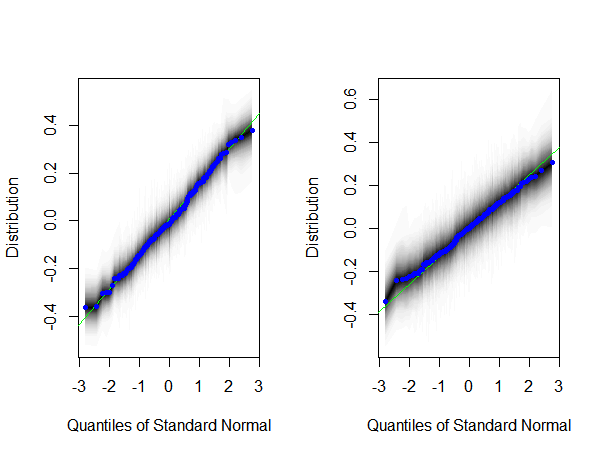 Distribution
0.4
0.2
0.0
-0.2
-0.4
-3 -2 -1 0 1 2 3
Quantiles of Standard Normal
Distribution
0.6
0.4
0.2
0.0
-0.2
-0.4
-3 -2 -1 0 1 2 3
Quantiles of Standard Normal